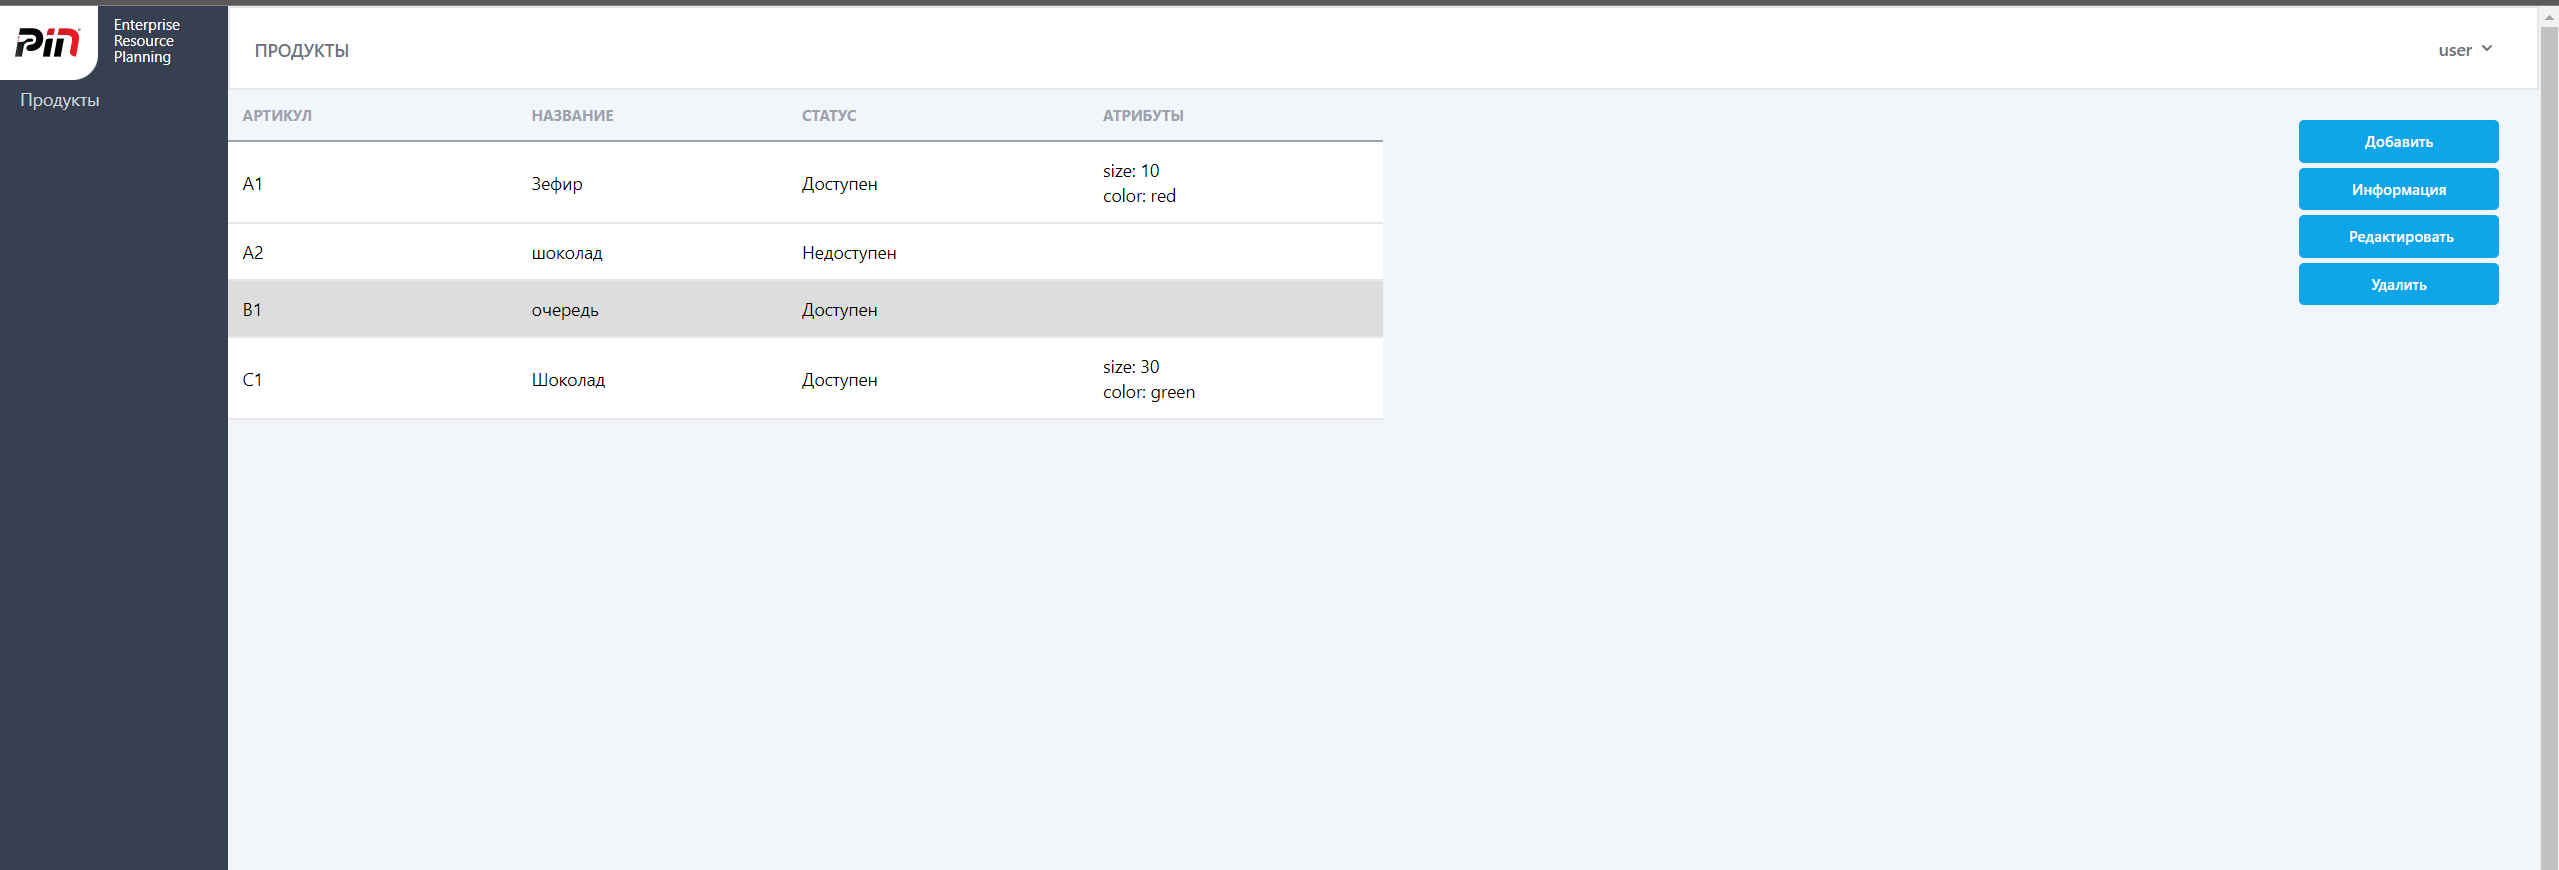 PiN
Enterprise
Resource
Planning
Продукты
ПРОДУКТЫ
user
АРТИКУЛ НАЗВАНИЕ СТАТУС АТРИБУТЫ
A1 Зефир Доступен size: 10
color: red
A2 шоколад Недоступен
B1 очередь Доступен
C1 Шоколад Доступен size: 30
color: green
Добавить
Информация
Редактировать
Удалить